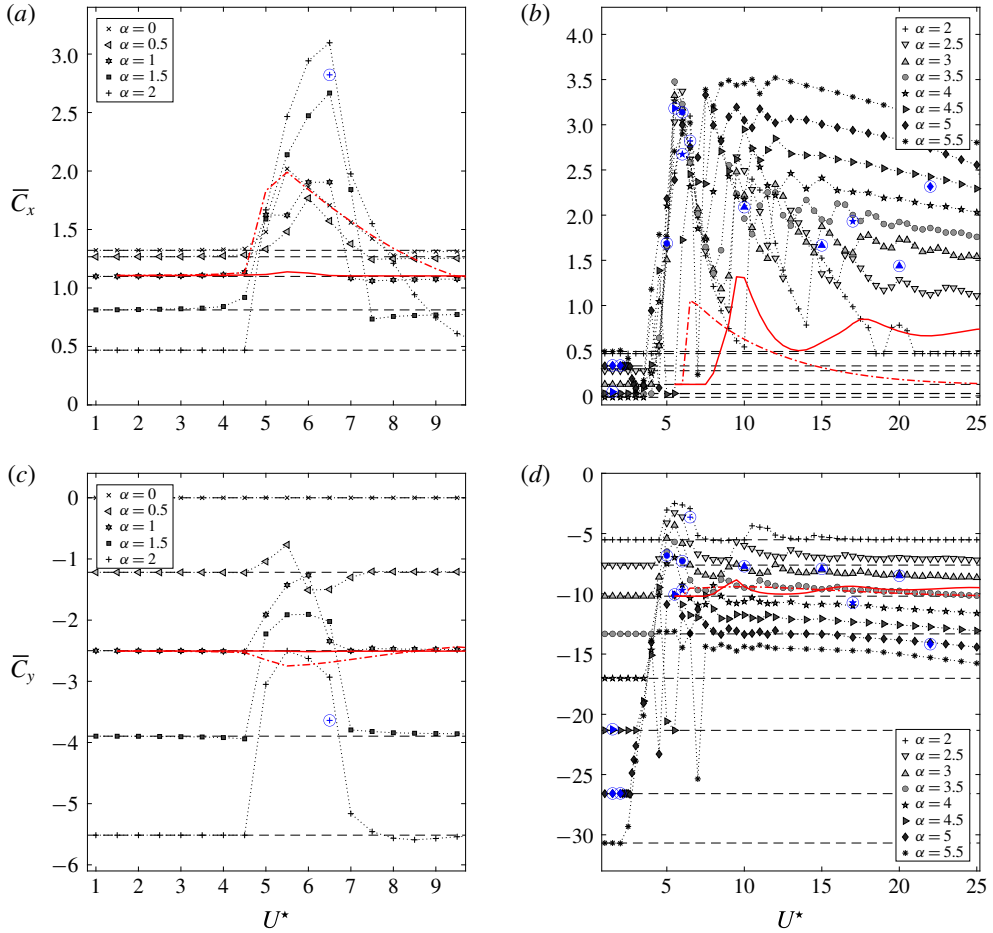 (a)
α = 0
α = 0.5
α = 1
α = 1.5
α = 2
3.0
2.5
2.0
1.5
1.0
0.5
0
C̅x
1 2 3 4 5 6 7 8 9
(b)
α = 2
α = 2.5
α = 3
α = 3.5
α = 4
α = 4.5
α = 5
α = 5.5
4.0
3.5
3.0
2.5
2.0
1.5
1.0
0.5
0
5 10 15 20 25
(c)
α = 0
α = 0.5
α = 1
α = 1.5
α = 2
0
−1
−2
−3
−4
−5
−6
C̅y
1 2 3 4 5 6 7 8 9
U★
(d)
0
−5
−10
−15
−20
−25
−30
α = 2
α = 2.5
α = 3
α = 3.5
α = 4
α = 4.5
α = 5
α = 5.5
5 10 15 20 25
U★